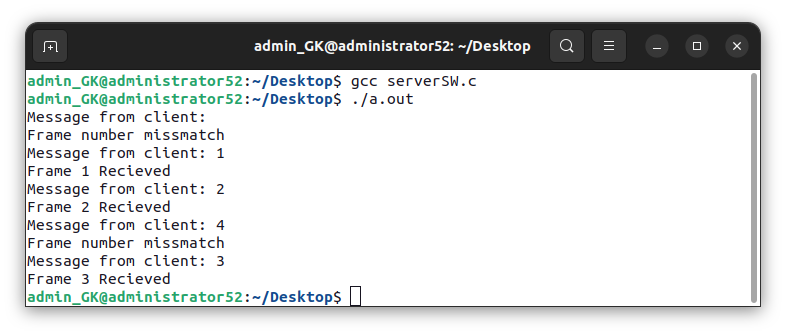 admin_GK@administrator52: ~/Desktop
admin_GK@administrator52:~/Desktop$ gcc serverSW.c
admin_GK@administrator52:~/Desktop$ ./a.out
Message from client:
Frame number missmatch
Message from client: 1
Frame 1 Recieved
Message from client: 2
Frame 2 Recieved
Message from client: 4
Frame number missmatch
Message from client: 3
Frame 3 Recieved
admin_GK@administrator52:~/Desktop$